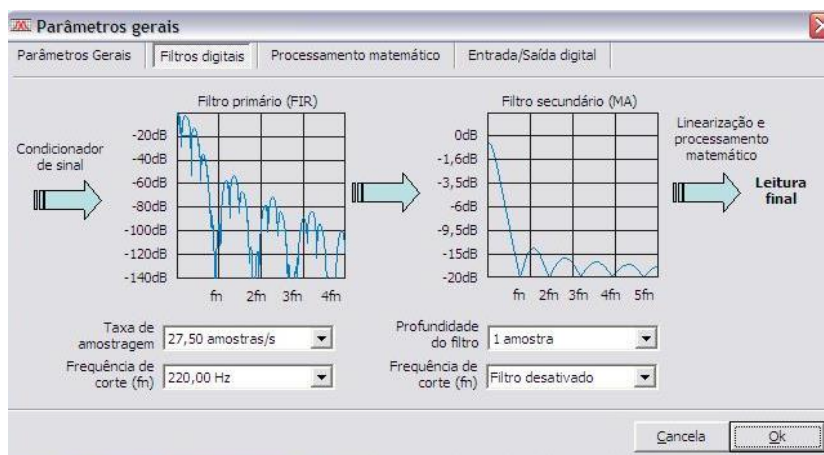 Parâmetros gerais
Parâmetros Gerais
Filtros digitais
Processamento matemático
Entrada/Saída digital
Condicionador
de sinal
Filtro primário (FIR)
-20dB
-40dB
-60dB
-80dB
-100dB
-120dB
-140dB
fn 2fn 3fn 4fn
Filtro secundário (MA)
0dB
-1,6dB
-3,5dB
-6dB
-9,5dB
-15dB
-20dB
fn 2fn 3fn 4fn 5fn
Linearização e
processamento
matemático
Leitura
final
Taxa de
amostragem
27,50 amostras/s
Frequência de
corte (fn)
220,00 Hz
Profundidade
do filtro
1 amostra
Frequência de
corte (fn)
Filtro desativado
Cancela
Ok